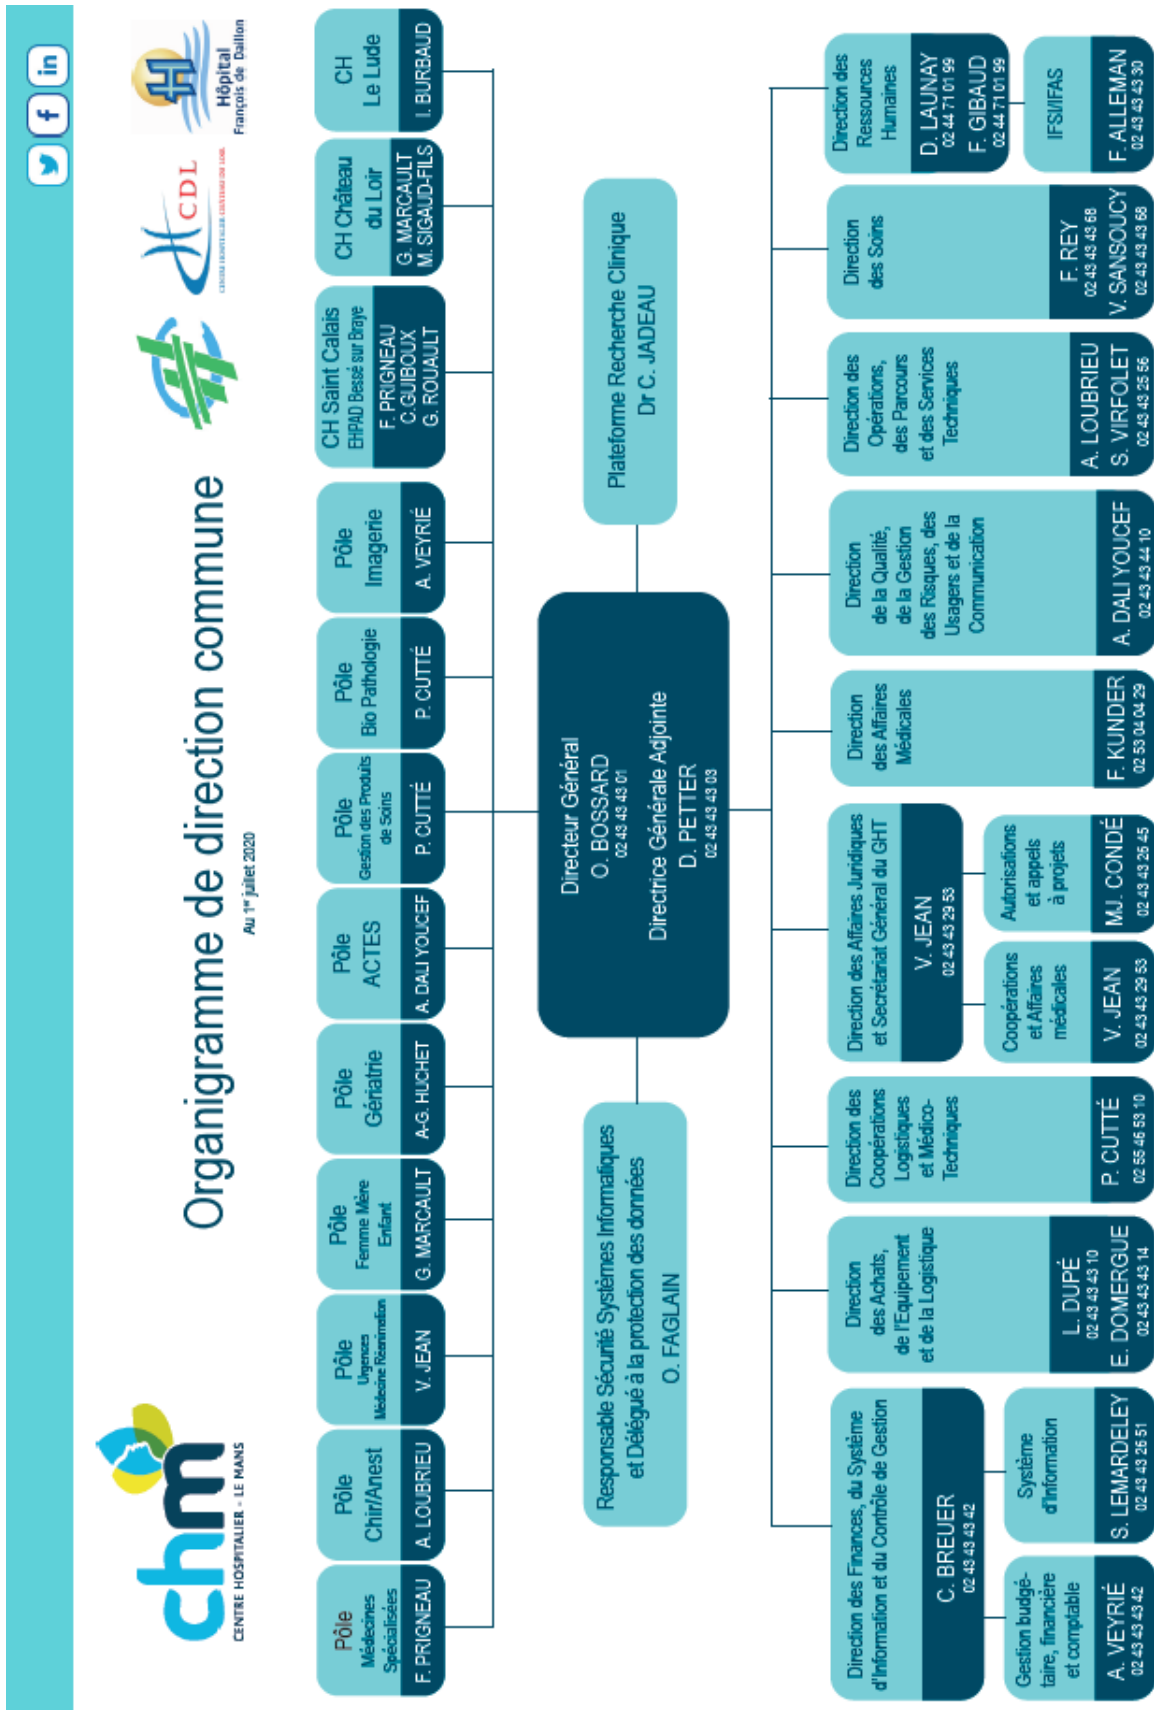 chm
CENTRE HOSPITALIER - LE MANS
Organigramme de direction commune
Au 1er juillet 2020
CDL
CENTRE HOSPITALIER CHÂTEAU DU LOIR
H
Hôpital
François de Daillon
f
in
Pôle
Médecines
Spécialisées
F. PRIGNEAU
Pôle
Chir/Anest
A. LOUBRIEU
Pôle
Urgences
Médecine Réanimation
V. JEAN
Pôle
Femme Mère
Enfant
G. MARCAULT
Pôle
Gériatrie
A-G. HUCHET
Pôle
ACTES
A. DALI YOUCEF
Pôle
Gestion des Produits
de Soins
P. CUTTÉ
Pôle
Bio Pathologie
P. CUTTÉ
Pôle
Imagerie
A. VEYRIÉ
CH Saint Calais
EHPAD Bessé sur Braye
F. PRIGNEAU
C.GUIBOUX
G. ROUAULT
CH Château
du Loir
G. MARCAULT
M. SIGAUD-FILS
CH
Le Lude
I. BURBAUD
Responsable Sécurité Systèmes Informatiques
et Délégué à la protection des données
O. FAGLAIN
Directeur Général
O. BOSSARD
02 43 43 43 01
Directrice Générale Adjointe
D. PETTER
02 43 43 43 03
Plateforme Recherche Clinique
Dr C. JADEAU
Direction des Finances, du Système
d'Information et du Contrôle de Gestion
C. BREUER
02 43 43 43 42
Gestion budgé-
taire, financière
et comptable
A. VEYRIÉ
02 43 43 43 42
Système
d'Information
S. LEMARDELEY
02 43 43 26 51
Direction
des Achats,
de l'Equipement
et de la Logistique
L. DUPÉ
02 43 43 43 10
E. DOMERGUE
02 43 43 43 14
Direction des
Coopérations
Logistiques
et Médico-
Techniques
P. CUTTÉ
02 55 46 53 10
Direction des Affaires Juridiques
et Secrétariat Général du GHT
V. JEAN
02 43 43 29 53
Coopérations
et Affaires
médicales
V. JEAN
02 43 43 29 53
Autorisations
et appels
à projets
MJ. CONDÉ
02 43 43 26 45
Direction
des Affaires
Médicales
F. KUNDER
02 53 04 04 29
Direction
de la Qualité,
de la Gestion
des Risques, des
Usagers et de la
Communication
A. DALI YOUCEF
02 43 43 44 10
Direction des
Opérations,
des Parcours
et des Services
Techniques
A. LOUBRIEU
S. VIRFOLET
02 43 43 25 56
Direction
des Soins
F. REY
02 43 43 43 68
V. SANSOUCY
02 43 43 43 68
Direction des
Ressources
Humaines
D. LAUNAY
02 44 71 01 99
F. GIBAUD
02 44 71 01 99
IFSI/IFAS
F. ALLEMAN
02 43 43 43 30